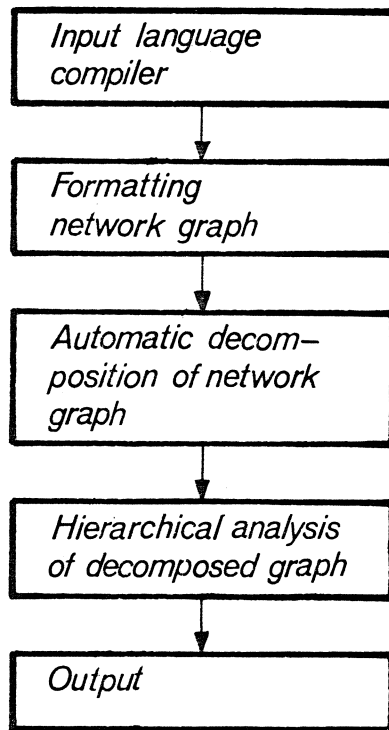 Input language
compiler
Formatting
network graph
Automatic decom-
position of network
graph
Hierarchical analysis
of decomposed graph
Output